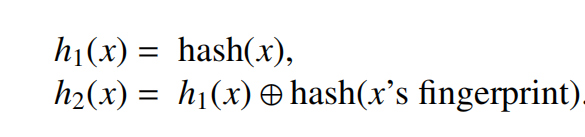 h₁(x) = hash(x),
h₂(x) = h₁(x) ⊕ hash(x’s fingerprint).